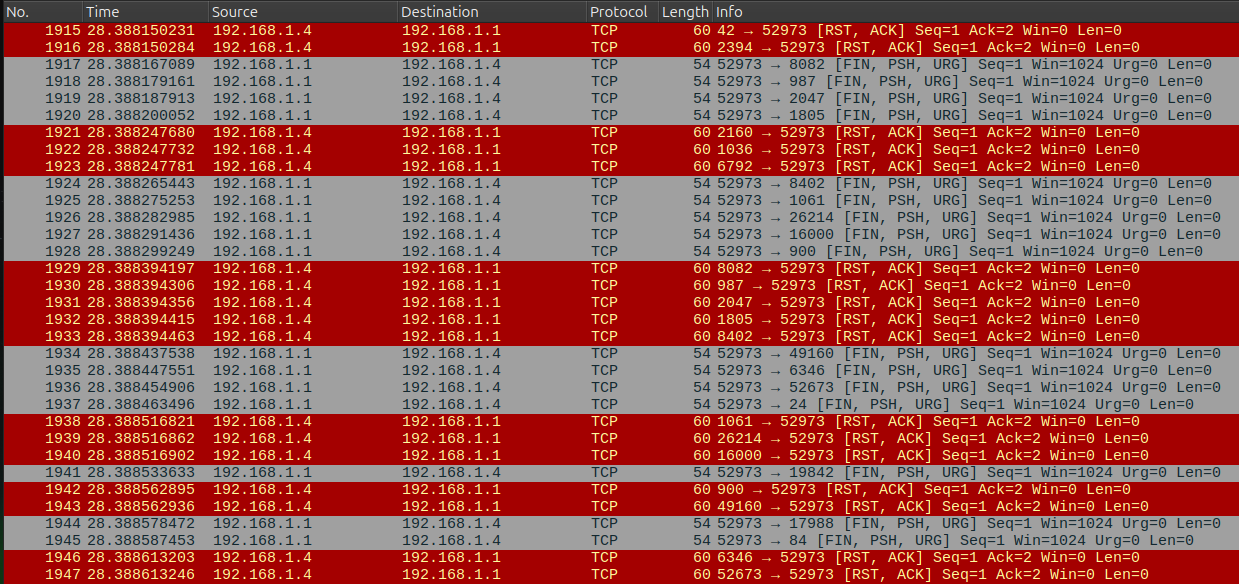 No. Time Source Destination Protocol Length Info
1915 28.388150231 192.168.1.4 192.168.1.1 TCP 60 42 → 52973 [RST, ACK] Seq=1 Ack=2 Win=0 Len=0
1916 28.388150284 192.168.1.4 192.168.1.1 TCP 60 2394 → 52973 [RST, ACK] Seq=1 Ack=2 Win=0 Len=0
1917 28.388167089 192.168.1.1 192.168.1.4 TCP 54 52973 → 8082 [FIN, PSH, URG] Seq=1 Win=1024 Urg=0 Len=0
1918 28.388179161 192.168.1.1 192.168.1.4 TCP 54 52973 → 987 [FIN, PSH, URG] Seq=1 Win=1024 Urg=0 Len=0
1919 28.388187913 192.168.1.1 192.168.1.4 TCP 54 52973 → 2047 [FIN, PSH, URG] Seq=1 Win=1024 Urg=0 Len=0
1920 28.388200052 192.168.1.1 192.168.1.4 TCP 54 52973 → 1805 [FIN, PSH, URG] Seq=1 Win=1024 Urg=0 Len=0
1921 28.388247680 192.168.1.4 192.168.1.1 TCP 60 2160 → 52973 [RST, ACK] Seq=1 Ack=2 Win=0 Len=0
1922 28.388247732 192.168.1.4 192.168.1.1 TCP 60 1036 → 52973 [RST, ACK] Seq=1 Ack=2 Win=0 Len=0
1923 28.388247781 192.168.1.4 192.168.1.1 TCP 60 6792 → 52973 [RST, ACK] Seq=1 Ack=2 Win=0 Len=0
1924 28.388265443 192.168.1.1 192.168.1.4 TCP 54 52973 → 8402 [FIN, PSH, URG] Seq=1 Win=1024 Urg=0 Len=0
1925 28.388275253 192.168.1.1 192.168.1.4 TCP 54 52973 → 1061 [FIN, PSH, URG] Seq=1 Win=1024 Urg=0 Len=0
1926 28.388282985 192.168.1.1 192.168.1.4 TCP 54 52973 → 26214 [FIN, PSH, URG] Seq=1 Win=1024 Urg=0 Len=0
1927 28.388291436 192.168.1.1 192.168.1.4 TCP 54 52973 → 16000 [FIN, PSH, URG] Seq=1 Win=1024 Urg=0 Len=0
1928 28.388299249 192.168.1.1 192.168.1.4 TCP 54 52973 → 900 [FIN, PSH, URG] Seq=1 Win=1024 Urg=0 Len=0
1929 28.388394197 192.168.1.4 192.168.1.1 TCP 60 8082 → 52973 [RST, ACK] Seq=1 Ack=2 Win=0 Len=0
1930 28.388394306 192.168.1.4 192.168.1.1 TCP 60 987 → 52973 [RST, ACK] Seq=1 Ack=2 Win=0 Len=0
1931 28.388394356 192.168.1.4 192.168.1.1 TCP 60 2047 → 52973 [RST, ACK] Seq=1 Ack=2 Win=0 Len=0
1932 28.388394415 192.168.1.4 192.168.1.1 TCP 60 1805 → 52973 [RST, ACK] Seq=1 Ack=2 Win=0 Len=0
1933 28.388394463 192.168.1.4 192.168.1.1 TCP 60 8402 → 52973 [RST, ACK] Seq=1 Ack=2 Win=0 Len=0
1934 28.388437538 192.168.1.1 192.168.1.4 TCP 54 52973 → 49160 [FIN, PSH, URG] Seq=1 Win=1024 Urg=0 Len=0
1935 28.388447551 192.168.1.1 192.168.1.4 TCP 54 52973 → 6346 [FIN, PSH, URG] Seq=1 Win=1024 Urg=0 Len=0
1936 28.388454906 192.168.1.1 192.168.1.4 TCP 54 52973 → 52673 [FIN, PSH, URG] Seq=1 Win=1024 Urg=0 Len=0
1937 28.388463496 192.168.1.1 192.168.1.4 TCP 54 52973 → 24 [FIN, PSH, URG] Seq=1 Win=1024 Urg=0 Len=0
1938 28.388516821 192.168.1.4 192.168.1.1 TCP 60 1061 → 52973 [RST, ACK] Seq=1 Ack=2 Win=0 Len=0
1939 28.388516862 192.168.1.4 192.168.1.1 TCP 60 26214 → 52973 [RST, ACK] Seq=1 Ack=2 Win=0 Len=0
1940 28.388516902 192.168.1.4 192.168.1.1 TCP 60 16000 → 52973 [RST, ACK] Seq=1 Ack=2 Win=0 Len=0
1941 28.388533633 192.168.1.1 192.168.1.4 TCP 54 52973 → 19842 [FIN, PSH, URG] Seq=1 Win=1024 Urg=0 Len=0
1942 28.388562895 192.168.1.4 192.168.1.1 TCP 60 900 → 52973 [RST, ACK] Seq=1 Ack=2 Win=0 Len=0
1943 28.388562936 192.168.1.4 192.168.1.1 TCP 60 49160 → 52973 [RST, ACK] Seq=1 Ack=2 Win=0 Len=0
1944 28.388578472 192.168.1.1 192.168.1.4 TCP 54 52973 → 17988 [FIN, PSH, URG] Seq=1 Win=1024 Urg=0 Len=0
1945 28.388587453 192.168.1.1 192.168.1.4 TCP 54 52973 → 84 [FIN, PSH, URG] Seq=1 Win=1024 Urg=0 Len=0
1946 28.388613203 192.168.1.4 192.168.1.1 TCP 60 6346 → 52973 [RST, ACK] Seq=1 Ack=2 Win=0 Len=0
1947 28.388613246 192.168.1.4 192.168.1.1 TCP 60 52673 → 52973 [RST, ACK] Seq=1 Ack=2 Win=0 Len=0